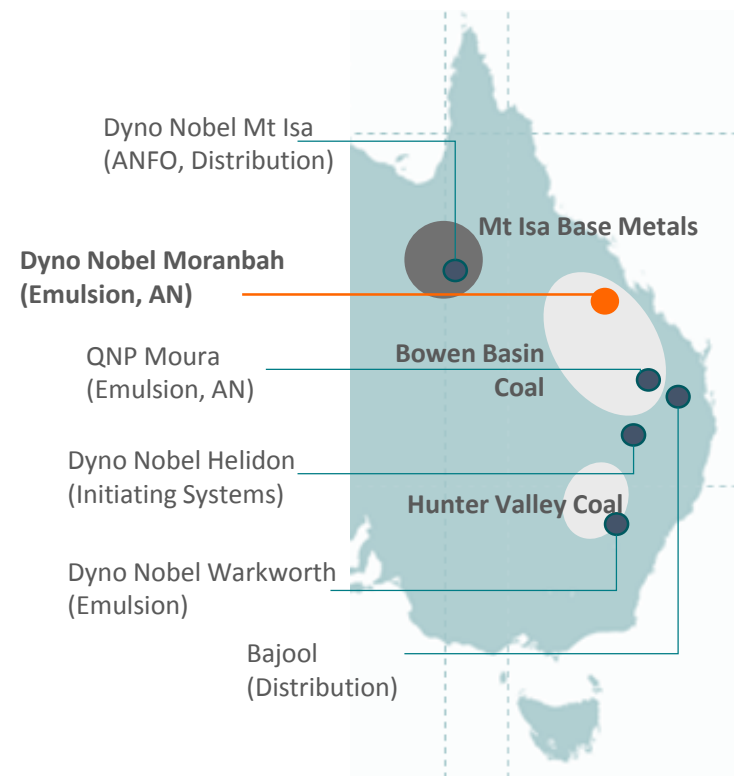 Dyno Nobel Mt Isa
(ANFO, Distribution)
Mt Isa Base Metals
Dyno Nobel Moranbah
(Emulsion, AN)
QNP Moura
(Emulsion, AN)
Bowen Basin
Coal
Dyno Nobel Helidon
(Initiating Systems)
Hunter Valley Coal
Dyno Nobel Warkworth
(Emulsion)
Bajool
(Distribution)